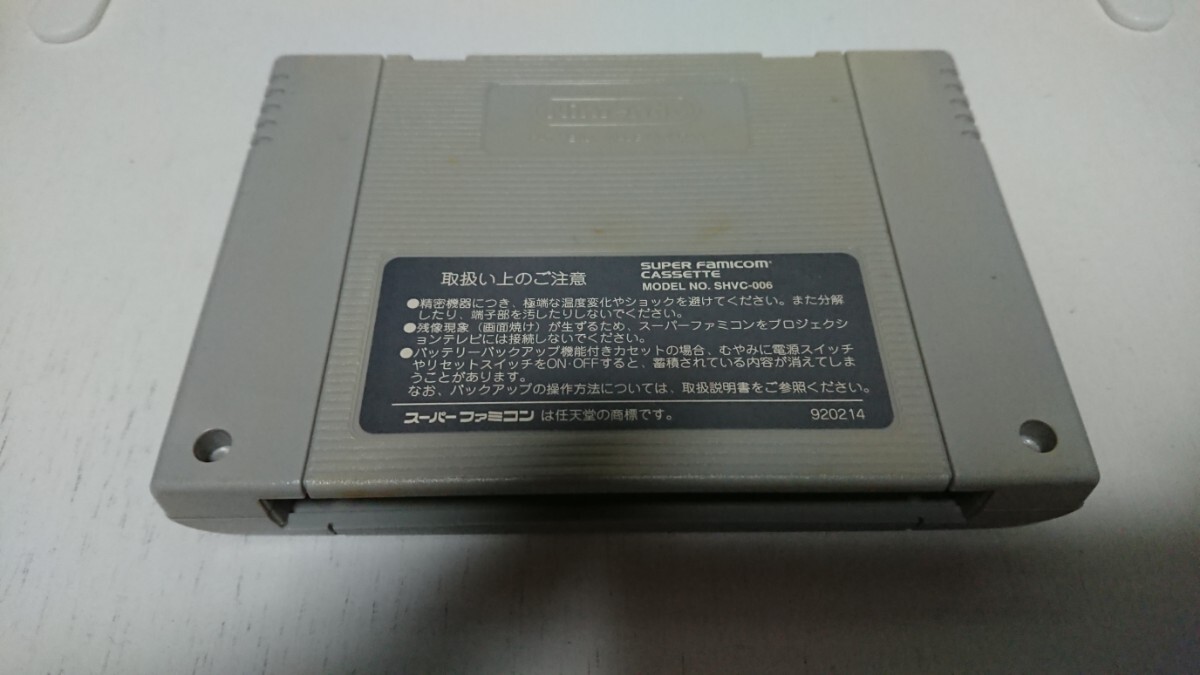 Nintendo
取扱い上のご注意
SUPER FAMICOM
CASSETTE
MODEL NO. SHVC-006
●精密機器につき、極端な温度変化やショックを避けてください。また分解
したり、端子部を汚したりしないでください。
●残像現象（画面焼け）が生ずるため、スーパーファミコンをプロジェクシ
ョンテレビには接続しないでください。
●バッテリーバックアップ機能付きカセットの場合、むやみに電源スイッチ
やリセットスイッチをON・OFFすると、蓄積されている内容が消えてしま
うことがあります。
なお、バックアップの操作方法については、取扱説明書をご参照ください。
スーパーファミコンは任天堂の商標です。
920214